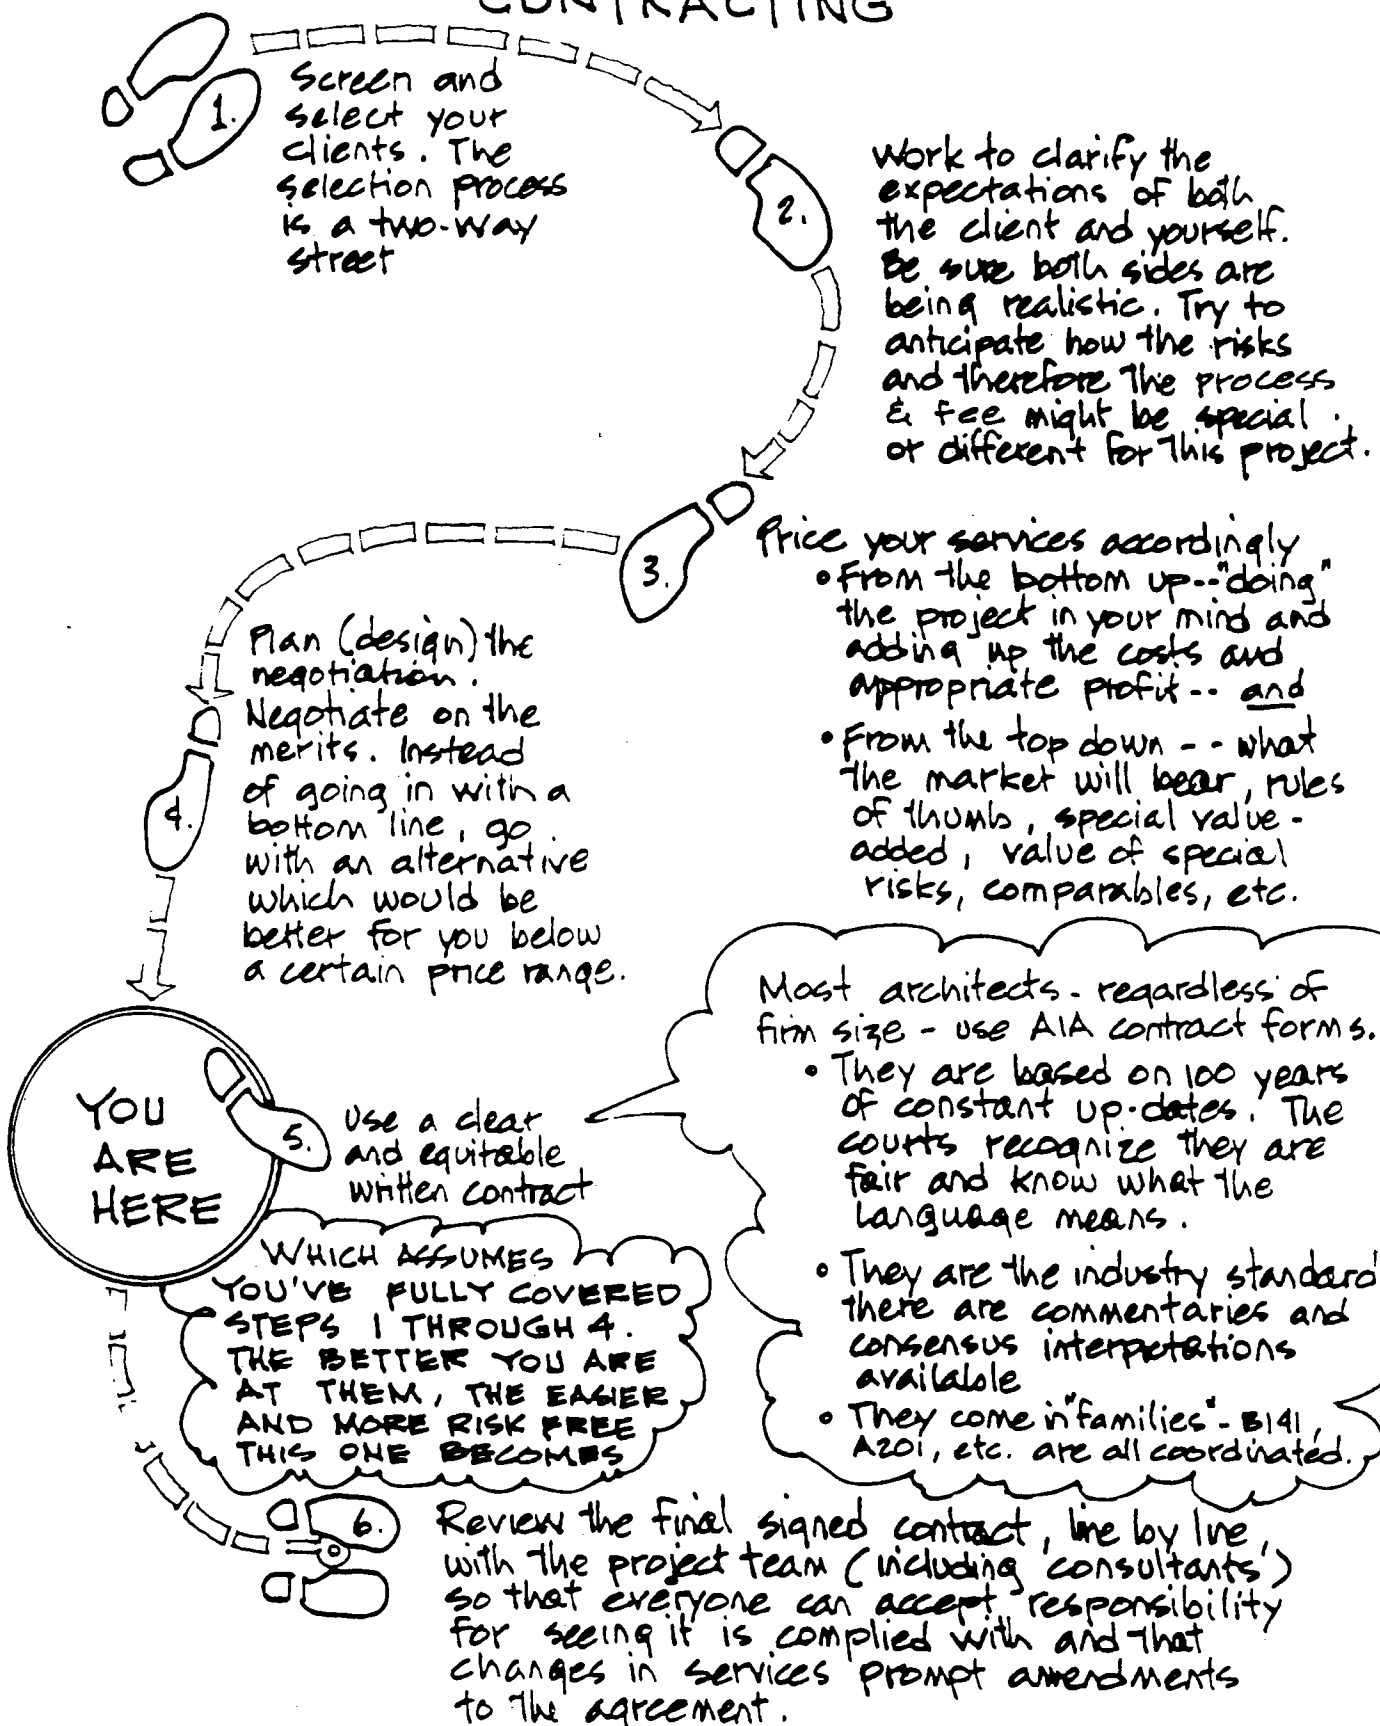 CONTRACTING
1.
Screen and
select your
clients. The
selection process
is a two-way
street
2.
Work to clarify the
expectations of both
the client and yourself.
Be sure both sides are
being realistic. Try to
anticipate how the risks
and therefore the process
& fee might be special
or different for this project.
3.
Price your services accordingly
• From the bottom up--"doing"
the project in your mind and
adding up the costs and
appropriate profit-- and
• From the top down -- what
the market will bear, rules
of thumb, special value-
added, value of special
risks, comparables, etc.
4.
Plan (design) the
negotiation.
Negotiate on the
merits. Instead
of going in with a
bottom line, go
with an alternative
which would be
better for you below
a certain price range.
YOU
ARE
HERE
5.
Use a clear
and equitable
written contract
Most architects - regardless of
firm size - use AIA contract forms.
• They are based on 100 years
of constant up-dates. The
courts recognize they are
fair and know what the
language means.
• They are the industry standard
there are commentaries and
consensus interpretations
available
• They come in "families" - B141,
A201, etc. are all coordinated.
WHICH ASSUMES
YOU'VE FULLY COVERED
STEPS 1 THROUGH 4.
THE BETTER YOU ARE
AT THEM, THE EASIER
AND MORE RISK FREE
THIS ONE BECOMES
6.
Review the final signed contract, line by line,
with the project team (including consultants)
so that everyone can accept responsibility
for seeing it is complied with and that
changes in services prompt amendments
to the agreement.